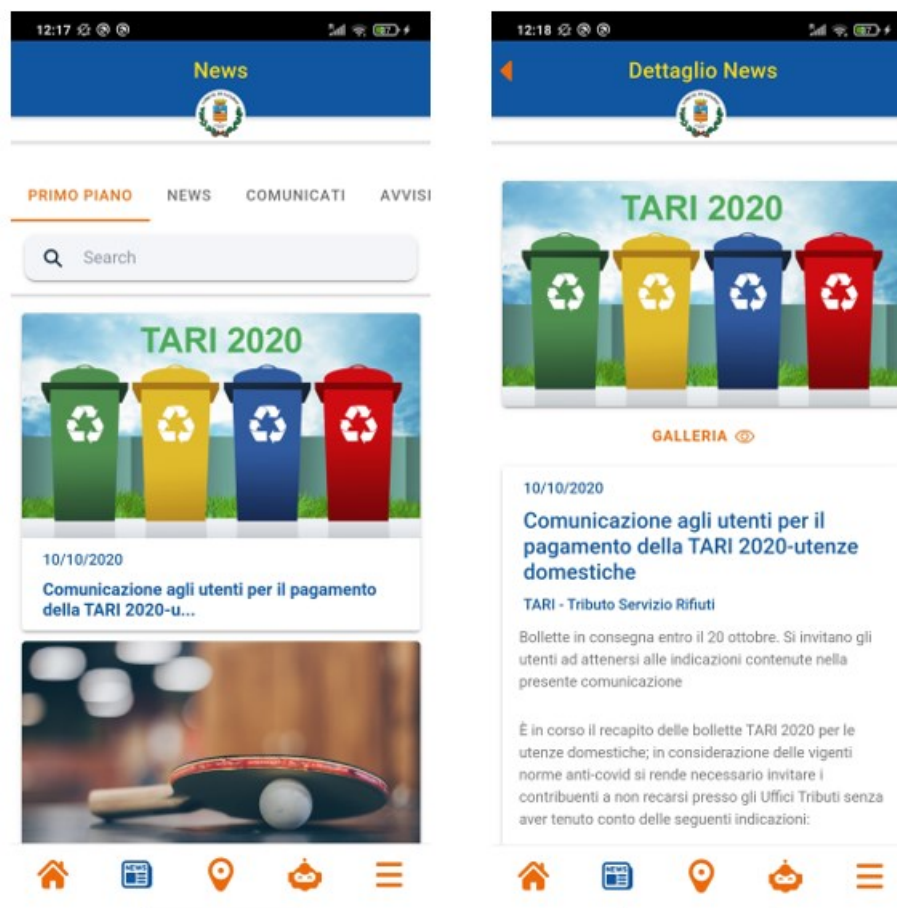 12:17
News
PRIMO PIANO NEWS COMUNICATI AVVISI
Search
TARI 2020
10/10/2020
Comunicazione agli utenti per il pagamento
della TARI 2020-u...
NEWS
12:18
Dettaglio News
TARI 2020
GALLERIA
10/10/2020
Comunicazione agli utenti per il
pagamento della TARI 2020-utenze
domestiche
TARI - Tributo Servizio Rifiuti
Bollette in consegna entro il 20 ottobre. Si invitano gli
utenti ad attenersi alle indicazioni contenute nella
presente comunicazione
È in corso il recapito delle bollette TARI 2020 per le
utenze domestiche; in considerazione delle vigenti
norme anti-covid si rende necessario invitare i
contribuenti a non recarsi presso gli Uffici Tributi senza
aver tenuto conto delle seguenti indicazioni:
NEWS